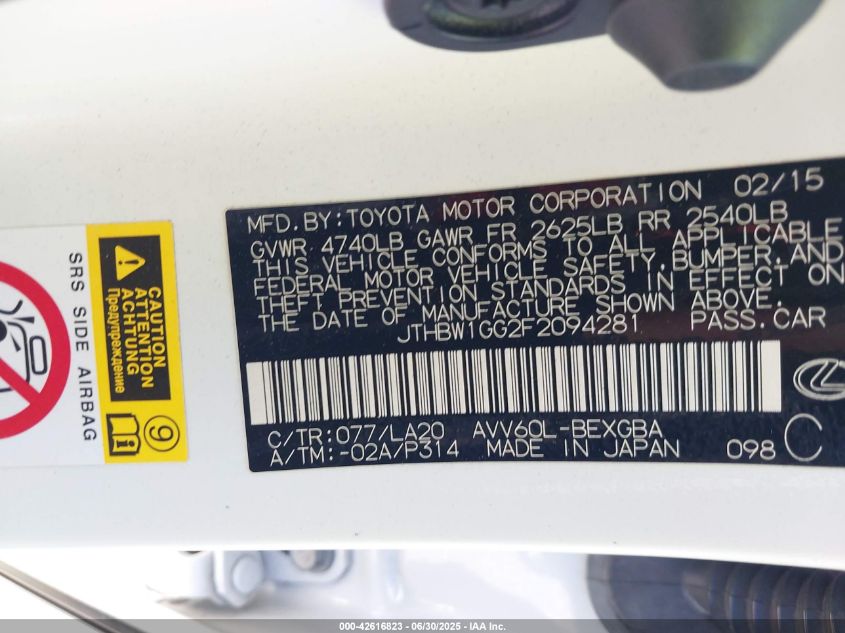 MFD.BY:TOYOTA MOTOR CORPORATION 02/15
GVWR 4740LB GAWR FR 2625LB RR 2540LB
THIS VEHICLE CONFORMS TO ALL APPLICABLE
FEDERAL MOTOR VEHICLE SAFETY,BUMPER,AND
THEFT PREVENTION STANDARDS IN EFFECT ON
THE DATE OF MANUFACTURE SHOWN ABOVE.
JTHBW1GG2F2094281 PASS.CAR
C/TR:077/LA20 AVV60L-BEXGBA
A/TM:-02A/P314 MADE IN JAPAN 098 C
SRS SIDE AIRBAG
CAUTION
ATTENTION
ACHTUNG
Предупреждение
9
000-42616823 - 06/30/2025 - IAA Inc.